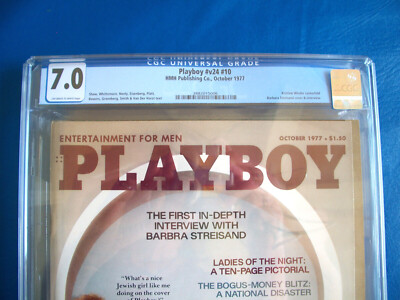 CGC UNIVERSAL GRADE
7.0
Playboy #v24 #10
HMH Publishing Co., October 1977
ENTERTAINMENT FOR MEN
OCTOBER 1977 • $1.50
PLAYBOY
THE FIRST IN-DEPTH
INTERVIEW WITH
BARBRA STREISAND
LADIES OF THE NIGHT:
A TEN-PAGE PICTORIAL
THE BOGUS-MONEY BLITZ:
A NATIONAL DISASTER
"What's a nice
Jewish girl like me
doing on the cover